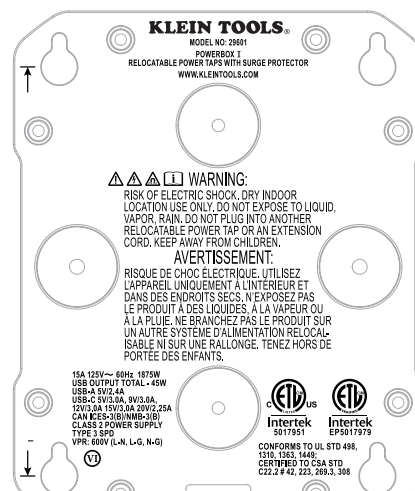 KLEIN TOOLS®
MODEL NO: 29601
POWERBOX I
RELOCATABLE POWER TAPS WITH SURGE PROTECTOR
WWW.KLEINTOOLS.COM
WARNING:
RISK OF ELECTRIC SHOCK, DRY INDOOR
LOCATION USE ONLY, DO NOT EXPOSE TO LIQUID,
VAPOR, RAIN. DO NOT PLUG INTO ANOTHER
RELOCATABLE POWER TAP OR AN EXTENSION
CORD. KEEP AWAY FROM CHILDREN.
AVERTISSEMENT:
RISQUE DE CHOC ÉLECTRIQUE. UTILISEZ
L'APPAREIL UNIQUEMENT À L'INTÉRIEUR ET
DANS DES ENDROITS SECS. N'EXPOSEZ PAS
LE PRODUIT À DES LIQUIDES, À LA VAPEUR OU
À LA PLUIE. NE BRANCHEZ PAS LE PRODUIT SUR
UN AUTRE SYSTÈME D'ALIMENTATION RELOCAL-
ISABLE NI SUR UNE RALLONGE. TENEZ HORS DE
PORTÉE DES ENFANTS.
15A 125V~ 60Hz 1875W
USB OUTPUT TOTAL - 45W
USB-A 5V/2,4A
USB-C 5V/3.0A, 9V/3.0A,
12V/3,0A 15V/3,0A 20V/2,25A
CAN ICES-3(B)/NMB-3(B)
CLASS 2 POWER SUPPLY
TYPE 3 SPD
VPR: 600V (L-N, L-G, N-G)
VI
C ETL US
Intertek
5017951
ETL
Intertek
EP5017979
CONFORMS TO UL STD 498,
1310, 1363, 1449;
CERTIFIED TO CSA STD
C22.2 # 42, 223, 269.3, 308